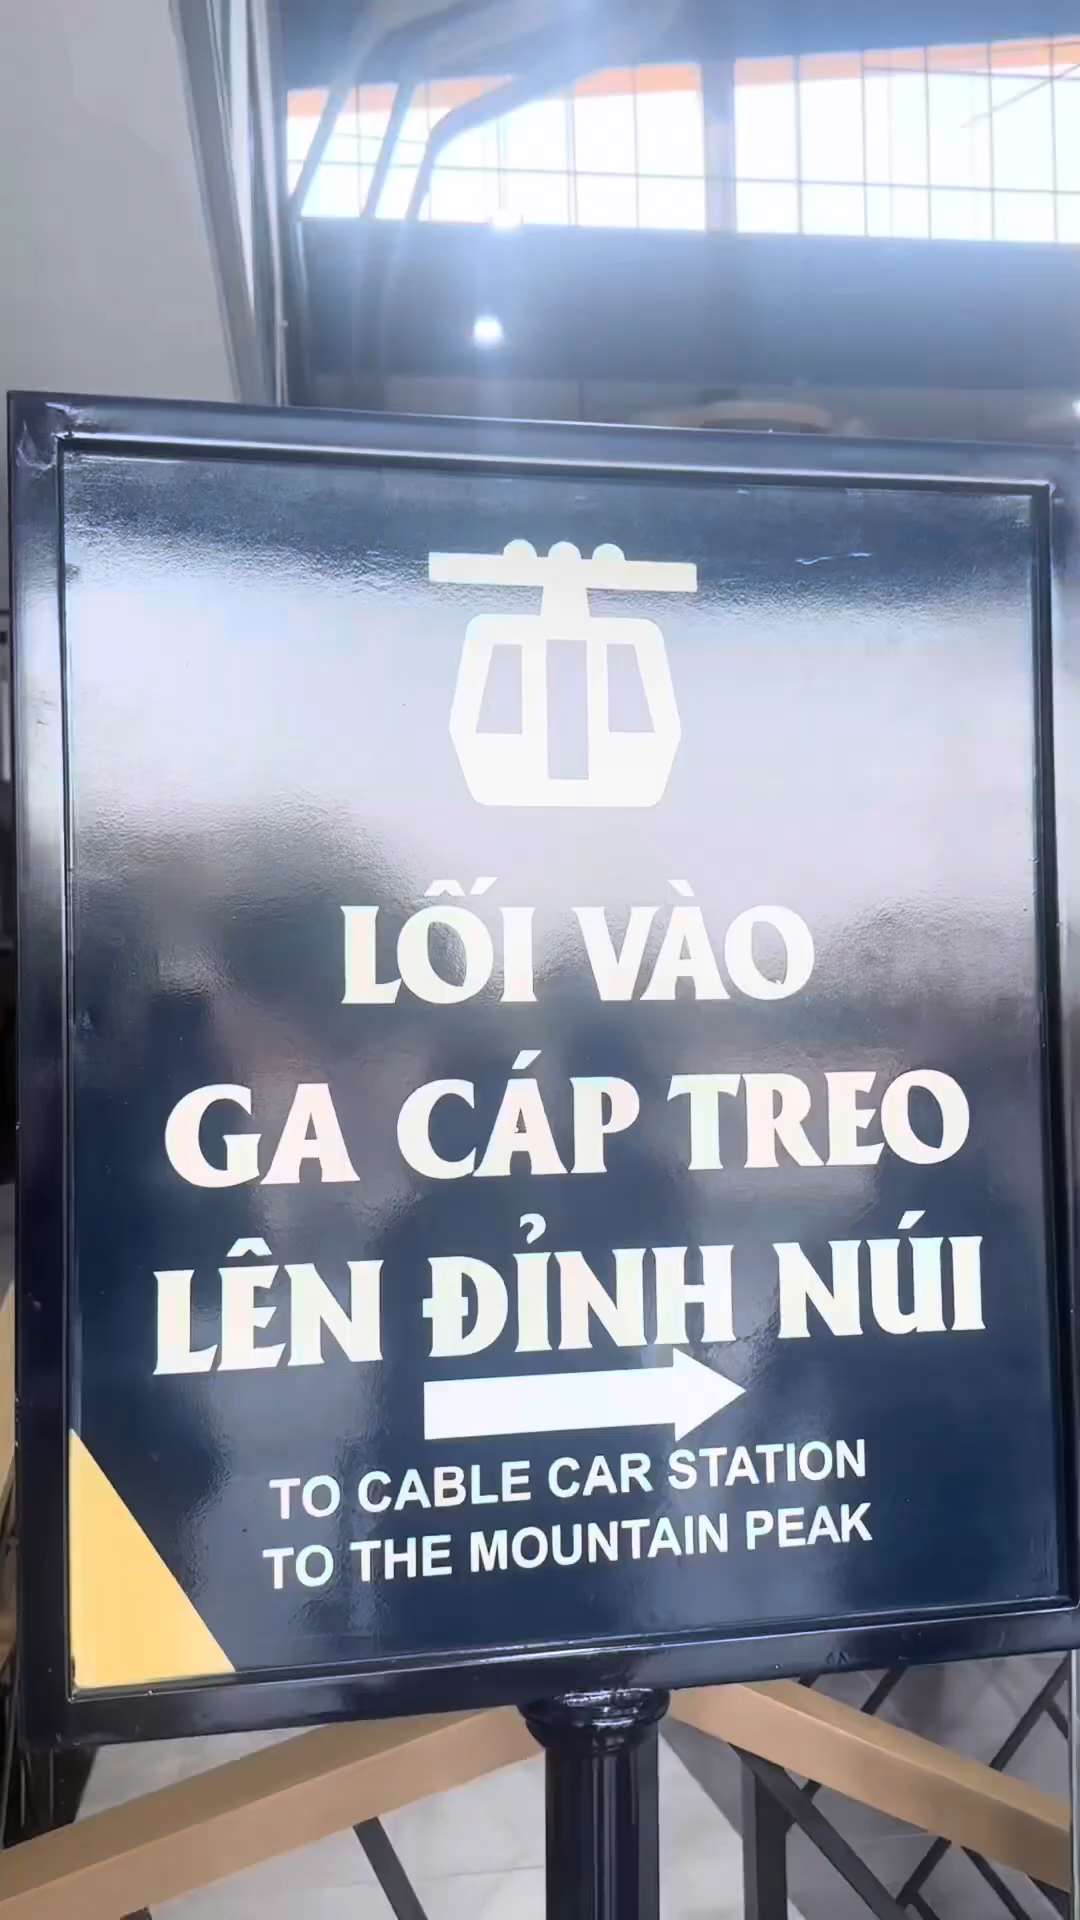 LỐI VÀO
GA CÁP TREO
LÊN ĐỈNH NÚI
TO CABLE CAR STATION
TO THE MOUNTAIN PEAK